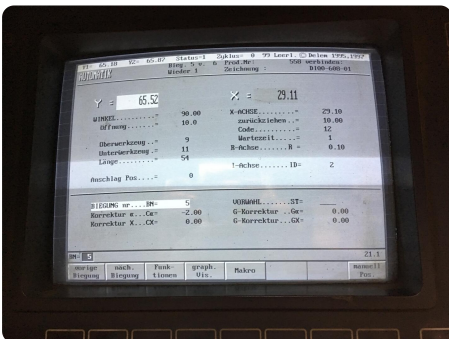 Y1= 65.18 Y2= 65.07 Status-1 Zyklus= 0 99 Leerl. © Delem 1995,1997
AUTOMATIK Bieg. 5 v. 6 Prod.Nr: 550 verbinden:
Wieder 1 Zeichnung : D100-600-01
Y = 65.52 X = 29.11
WINKEL...........= 90.00 X-ACHSE.........= 29.10
Öffnung..........= 10.0 zurückziehen..= 10.00
Code..........= 12
Oberwerkzeug ..= 9 Wartezeit.....= 1
Unterwerkzeug .= 11 R-Achse.......R = 0.10
Länge..........= 54
1-Achse......ID= 2
Anschlag Pos....= 0
BIEGUNG nr....BN= 5 VORWAHL.......ST=
Korrektur α...Cα= -2.00 G-Korrektur ..Gα= 0.00
Korrektur X...CX= 0.00 G-Korrektur...GX= 0.00
BN= 5 21.1
vorige Biegung
nach. Biegung
Funktionen
graph. Vis.
Makro
manuell Pos.